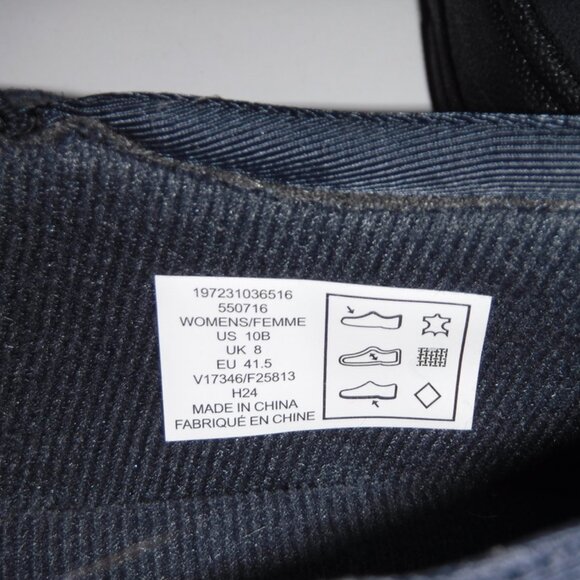 197231036516
550716
WOMENS/FEMME
US 10B
UK 8
EU 41.5
V17346/F25813
H24
MADE IN CHINA
FABRIQUÉ EN CHINE